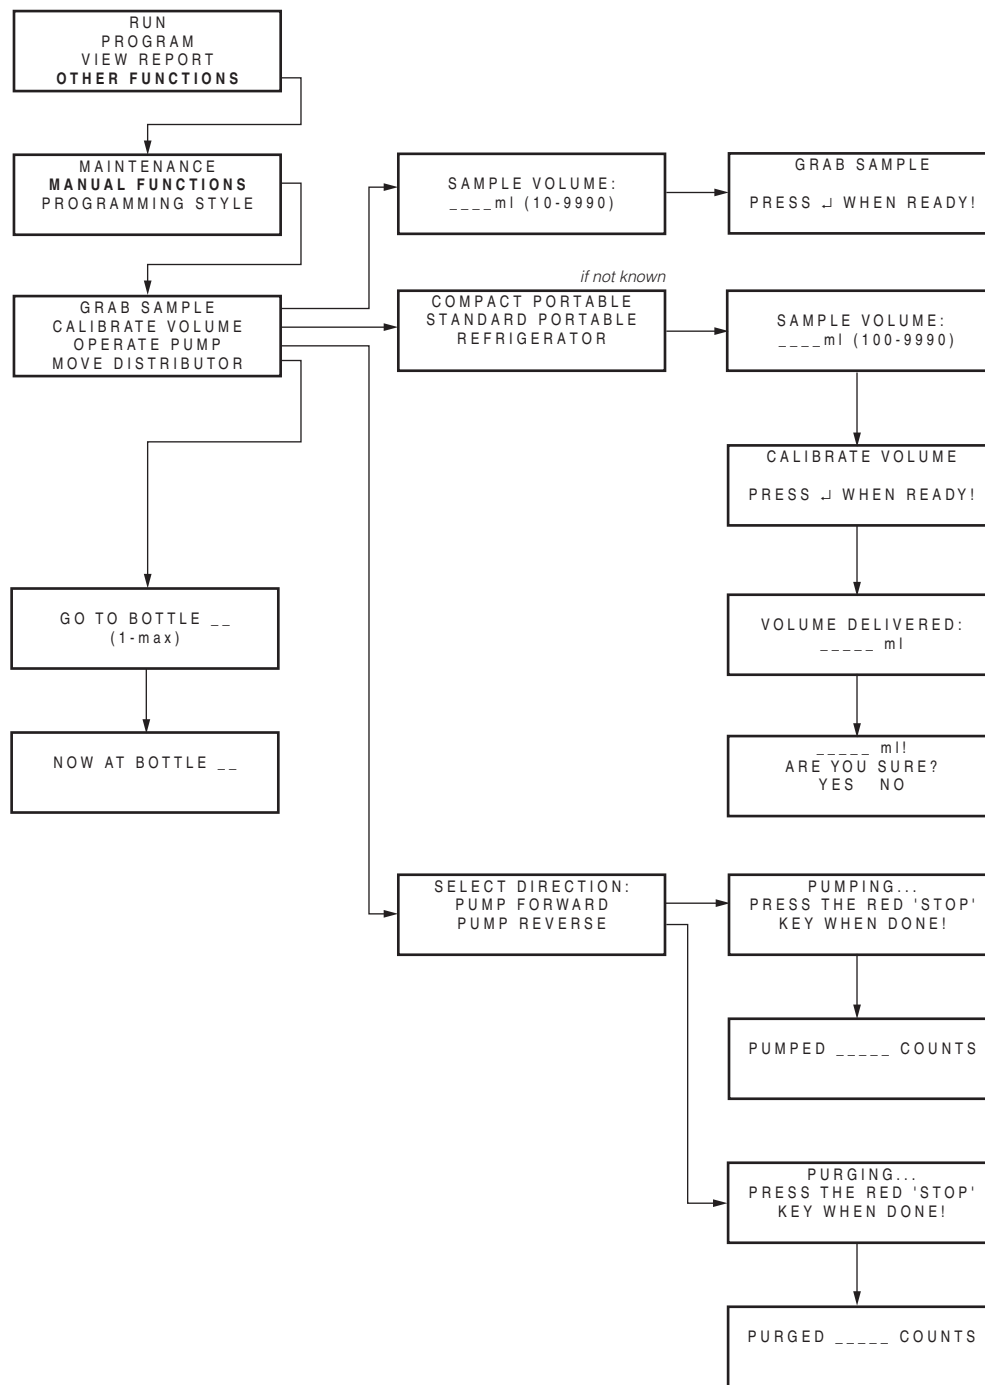 RUN
PROGRAM
VIEW REPORT
OTHER FUNCTIONS
MAINTENANCE
MANUAL FUNCTIONS
PROGRAMMING STYLE
GRAB SAMPLE
CALIBRATE VOLUME
OPERATE PUMP
MOVE DISTRIBUTOR
SAMPLE VOLUME:
____ml (10-9990)
GRAB SAMPLE
PRESS ↵ WHEN READY!
if not known
COMPACT PORTABLE
STANDARD PORTABLE
REFRIGERATOR
SAMPLE VOLUME:
____ml (100-9990)
CALIBRATE VOLUME
PRESS ↵ WHEN READY!
VOLUME DELIVERED:
_____ ml
_____ ml!
ARE YOU SURE?
YES NO
GO TO BOTTLE __
(1-max)
NOW AT BOTTLE __
SELECT DIRECTION:
PUMP FORWARD
PUMP REVERSE
PUMPING...
PRESS THE RED 'STOP'
KEY WHEN DONE!
PUMPED _____ COUNTS
PURGING...
PRESS THE RED 'STOP'
KEY WHEN DONE!
PURGED _____ COUNTS